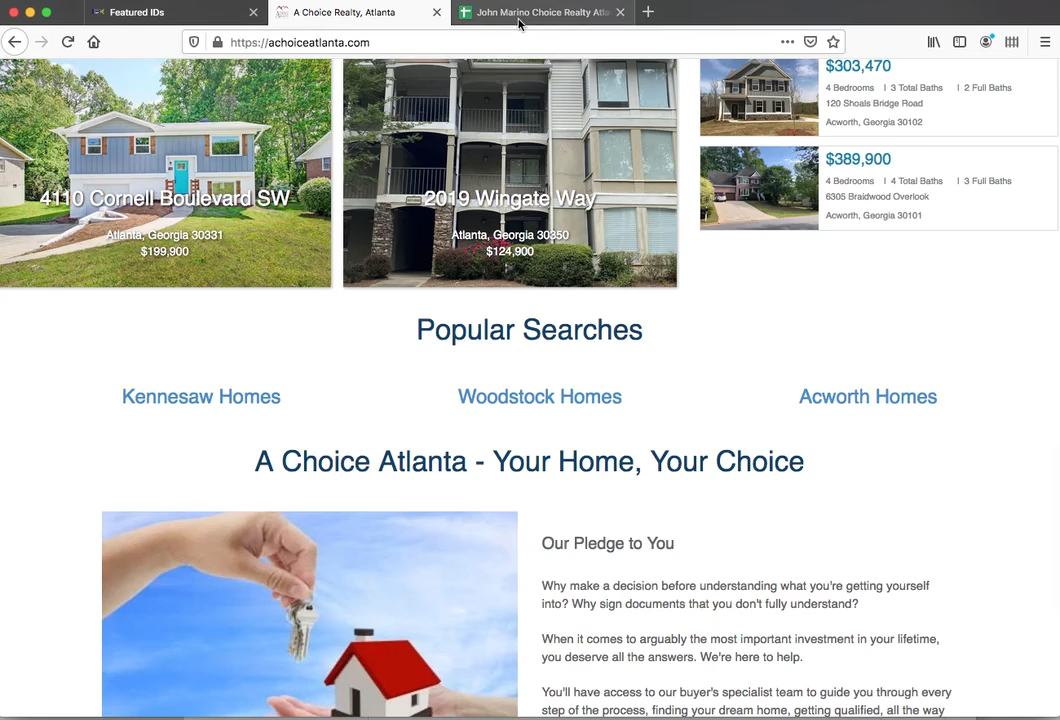 Featured IDs
A Choice Realty, Atlanta
John Marino Choice Realty Atla
https://achoiceatlanta.com
4110 Cornell Boulevard SW
Atlanta, Georgia 30331
$199,900
2019 Wingate Way
Atlanta, Georgia 30350
$124,900
$303,470
4 Bedrooms | 3 Total Baths | 2 Full Baths
120 Shoals Bridge Road
Acworth, Georgia 30102
$389,900
4 Bedrooms | 4 Total Baths | 3 Full Baths
6305 Braidwood Overlook
Acworth, Georgia 30101
Popular Searches
Kennesaw Homes
Woodstock Homes
Acworth Homes
A Choice Atlanta - Your Home, Your Choice
Our Pledge to You
Why make a decision before understanding what you're getting yourself
into? Why sign documents that you don't fully understand?
When it comes to arguably the most important investment in your lifetime,
you deserve all the answers. We're here to help.
You'll have access to our buyer's specialist team to guide you through every
step of the process, finding your dream home, getting qualified, all the way